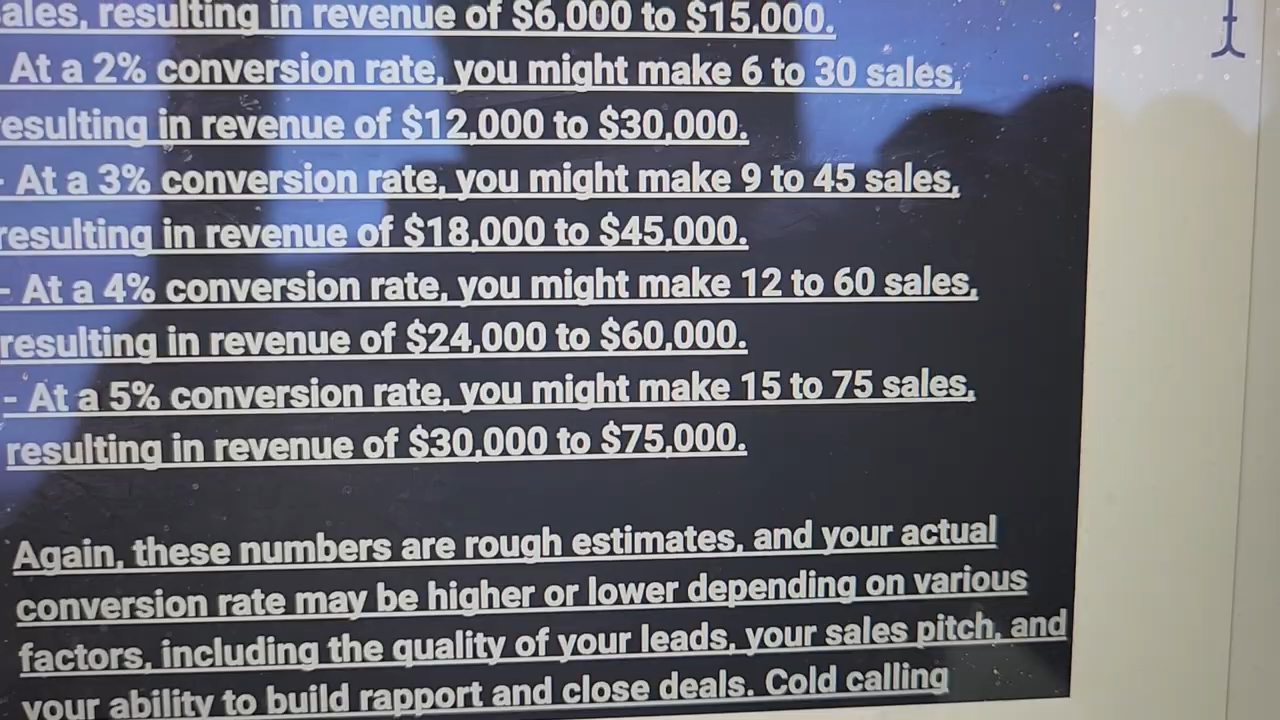 sales, resulting in revenue of $6,000 to $15,000.
At a 2% conversion rate, you might make 6 to 30 sales,
resulting in revenue of $12,000 to $30,000.
- At a 3% conversion rate, you might make 9 to 45 sales,
resulting in revenue of $18,000 to $45,000.
- At a 4% conversion rate, you might make 12 to 60 sales,
resulting in revenue of $24,000 to $60,000.
- At a 5% conversion rate, you might make 15 to 75 sales,
resulting in revenue of $30,000 to $75,000.
Again, these numbers are rough estimates, and your actual
conversion rate may be higher or lower depending on various
factors, including the quality of your leads, your sales pitch, and
your ability to build rapport and close deals. Cold calling